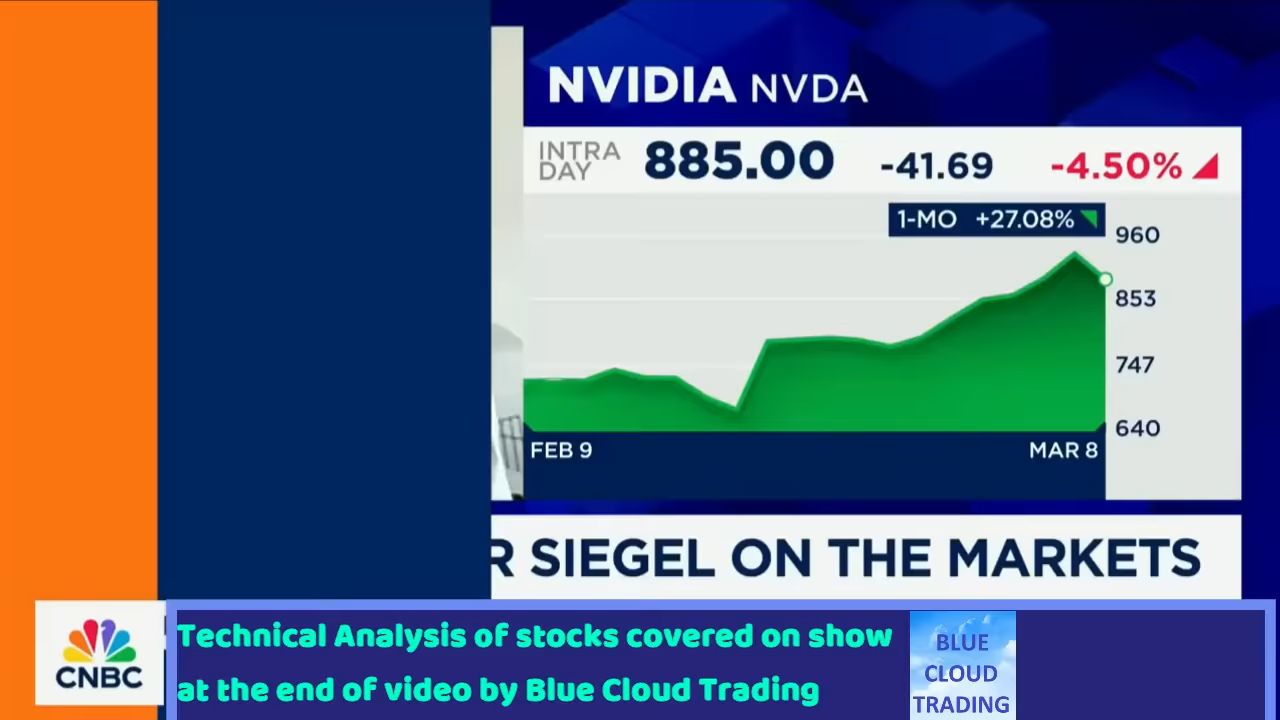 NVIDIA NVDA
INTRA DAY 885.00 -41.69 -4.50%
1-MO +27.08%
960
853
747
640
FEB 9 MAR 8
R SIEGEL ON THE MARKETS
CNBC
Technical Analysis of stocks covered on show
at the end of video by Blue Cloud Trading
BLUE
CLOUD
TRADING